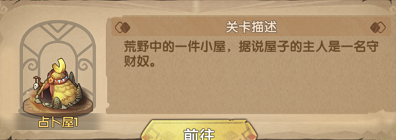 关卡描述
荒野中的一件小屋，据说屋子的主人是一名守
财奴。
占卜屋1
前往